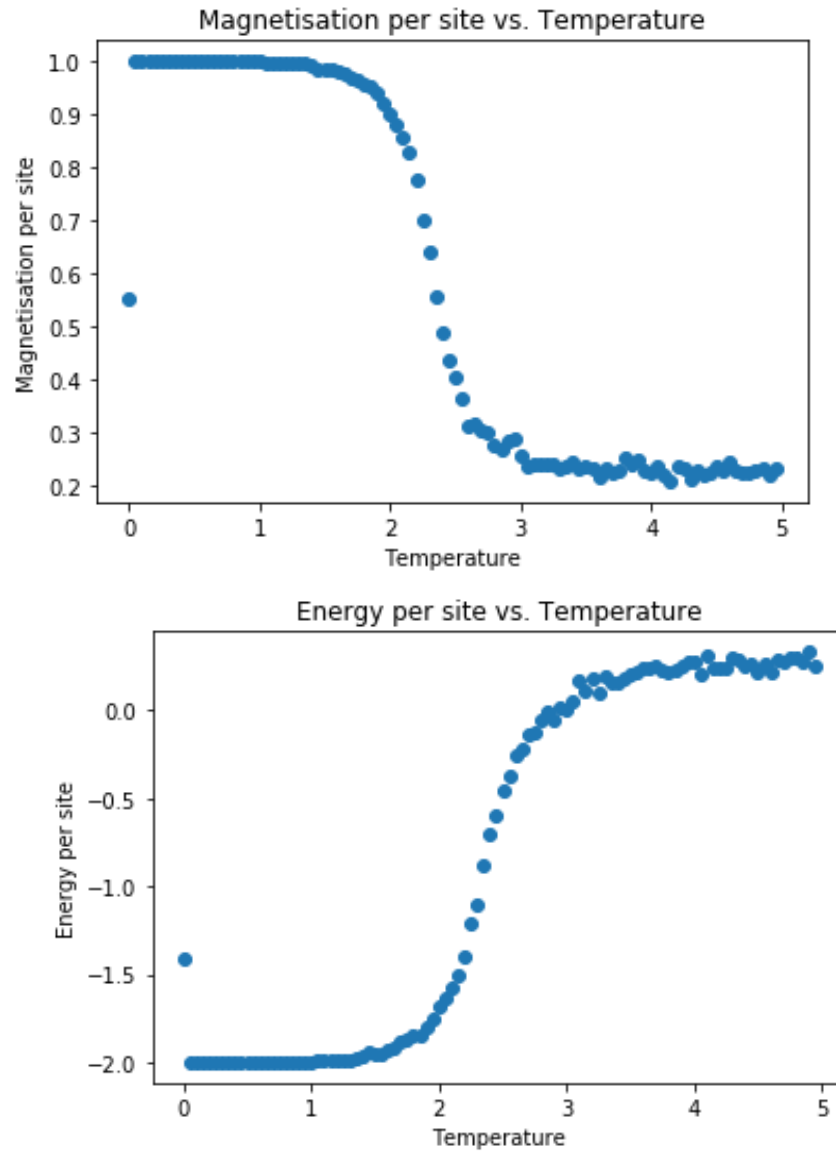 Magnetisation per site vs. Temperature
1.0
0.9
0.8
0.7
0.6
0.5
0.4
0.3
0.2
Magnetisation per site
0 1 2 3 4 5
Temperature
Energy per site vs. Temperature
0.0
−0.5
−1.0
−1.5
−2.0
Energy per site
0 1 2 3 4 5
Temperature